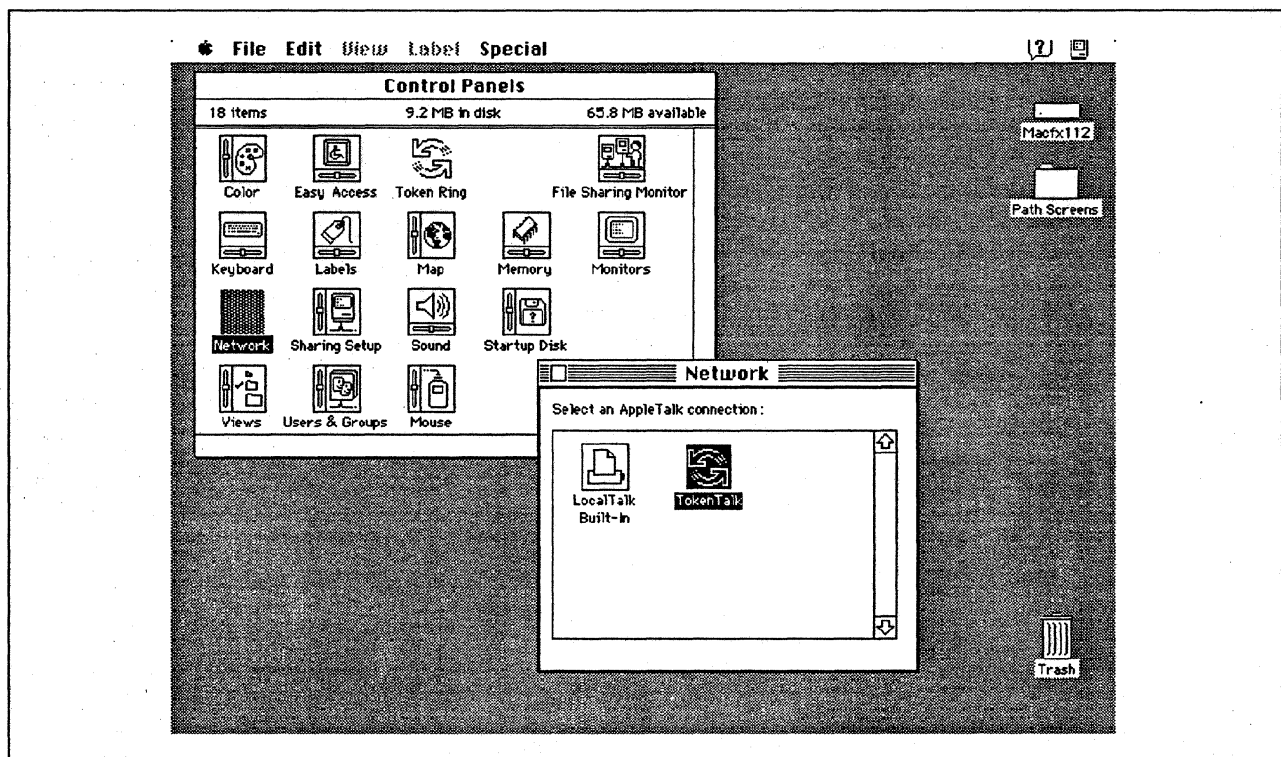 File Edit View Label Special
Control Panels
18 items 9.2 MB in disk 65.8 MB available
Color Easy Access Token Ring File Sharing Monitor
Keyboard Labels Map Memory Monitors
Network Sharing Setup Sound Startup Disk
Views Users & Groups Mouse
Network
Select an AppleTalk connection:
LocalTalk
Built-In
TokenTalk
Macfx112
Path Screens
Trash